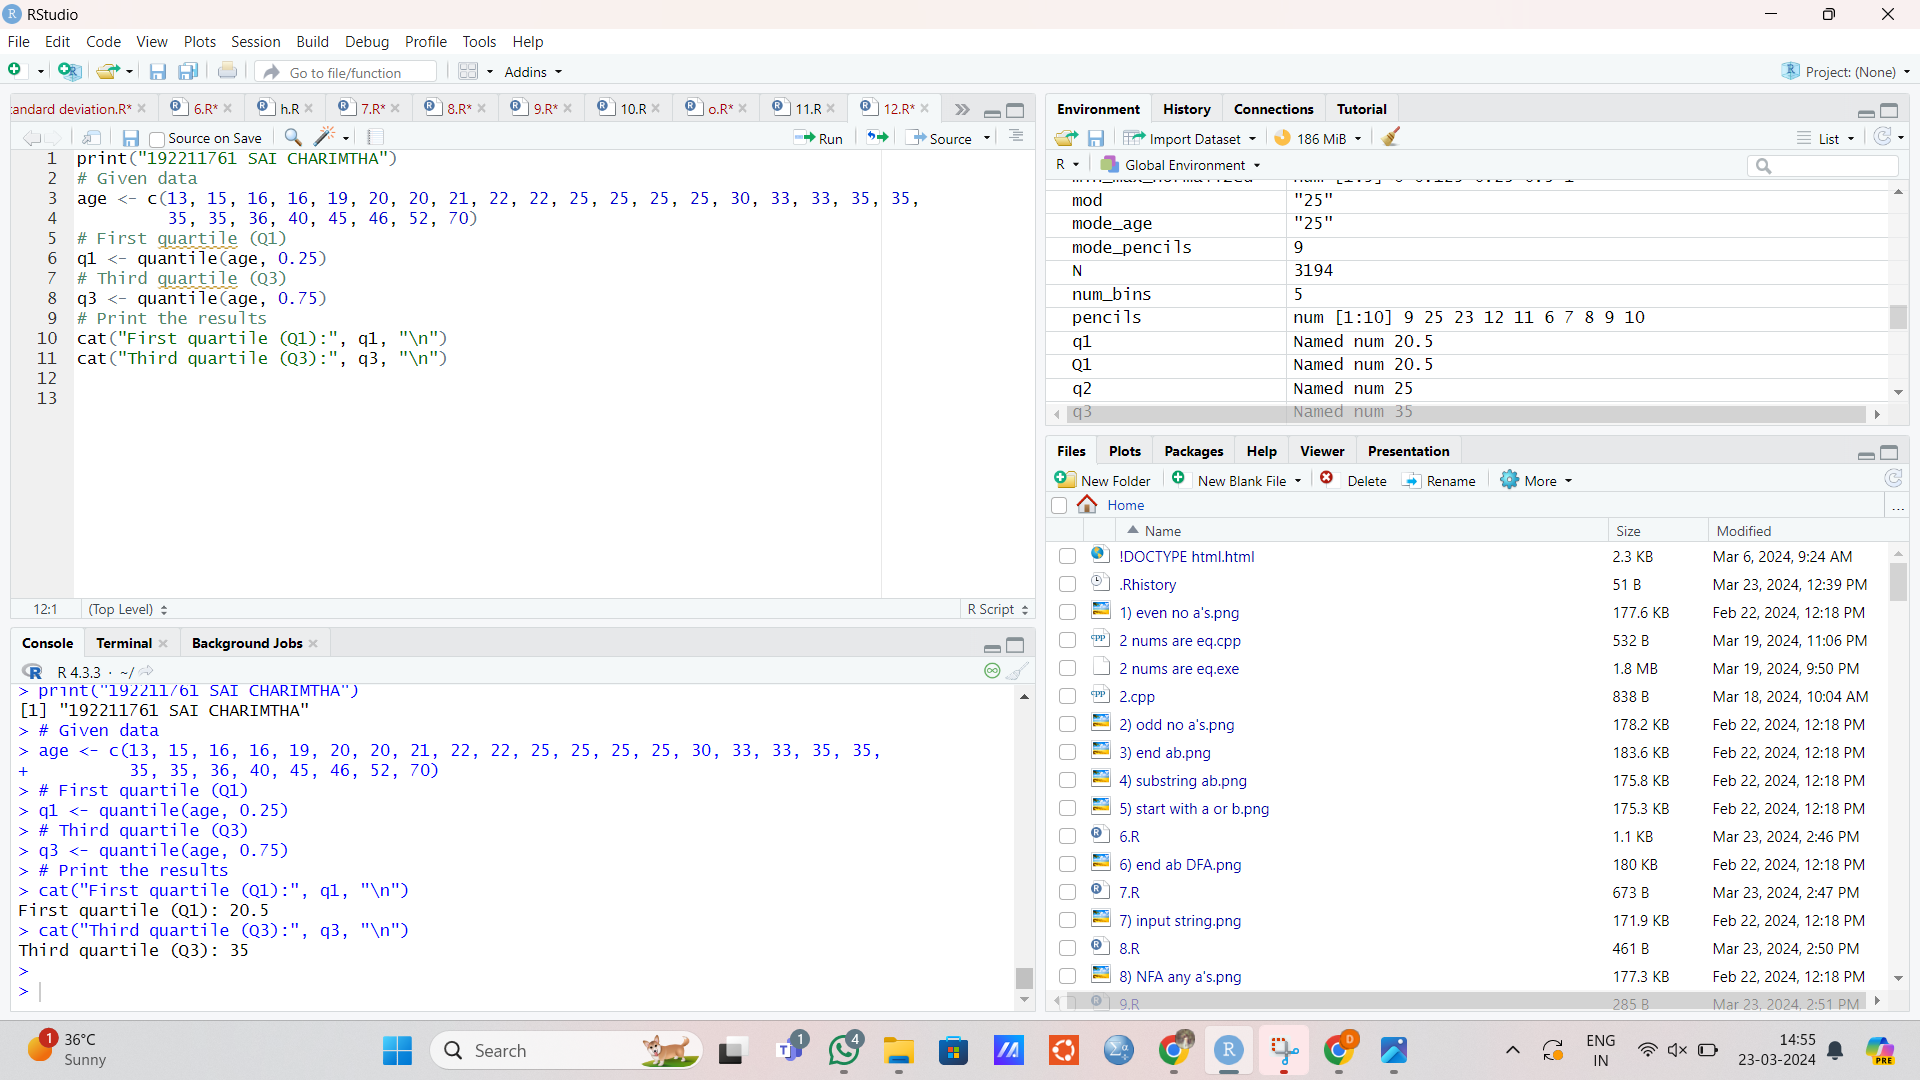 RStudio
File Edit Code View Plots Session Build Debug Profile Tools Help
Go to file/function Addins Project: (None)
tandard deviation.R* 6.R* h.R 7.R* 8.R* 9.R* 10.R o.R* 11.R 12.R*
Source on Save Run Source
1 print("192211761 SAI CHARIMTHA")
2 # Given data
3 age <- c(13, 15, 16, 16, 19, 20, 20, 21, 22, 22, 25, 25, 25, 25, 30, 33, 33, 35, 35,
4 35, 35, 36, 40, 45, 46, 52, 70)
5 # First quartile (Q1)
6 q1 <- quantile(age, 0.25)
7 # Third quartile (Q3)
8 q3 <- quantile(age, 0.75)
9 # Print the results
10 cat("First quartile (Q1):", q1, "\n")
11 cat("Third quartile (Q3):", q3, "\n")
12
13
12:1 (Top Level) R Script
Console Terminal Background Jobs
R 4.3.3 · ~/
> print("192211761 SAI CHARIMTHA")
[1] "192211761 SAI CHARIMTHA"
> # Given data
> age <- c(13, 15, 16, 16, 19, 20, 20, 21, 22, 22, 25, 25, 25, 25, 30, 33, 33, 35, 35,
+ 35, 35, 36, 40, 45, 46, 52, 70)
> # First quartile (Q1)
> q1 <- quantile(age, 0.25)
> # Third quartile (Q3)
> q3 <- quantile(age, 0.75)
> # Print the results
> cat("First quartile (Q1):", q1, "\n")
First quartile (Q1): 20.5
> cat("Third quartile (Q3):", q3, "\n")
Third quartile (Q3): 35
>
>
Environment History Connections Tutorial
Import Dataset 186 MiB List
R Global Environment
mod "25"
mode_age "25"
mode_pencils 9
N 3194
num_bins 5
pencils num [1:10] 9 25 23 12 11 6 7 8 9 10
q1 Named num 20.5
Q1 Named num 20.5
q2 Named num 25
q3 Named num 35
Files Plots Packages Help Viewer Presentation
New Folder New Blank File Delete Rename More
Home ...
Name Size Modified
!DOCTYPE html.html 2.3 KB Mar 6, 2024, 9:24 AM
.Rhistory 51 B Mar 23, 2024, 12:39 PM
1) even no a's.png 177.6 KB Feb 22, 2024, 12:18 PM
2 nums are eq.cpp 532 B Mar 19, 2024, 11:06 PM
2 nums are eq.exe 1.8 MB Mar 19, 2024, 9:50 PM
2.cpp 838 B Mar 18, 2024, 10:04 AM
2) odd no a's.png 178.2 KB Feb 22, 2024, 12:18 PM
3) end ab.png 183.6 KB Feb 22, 2024, 12:18 PM
4) substring ab.png 175.8 KB Feb 22, 2024, 12:18 PM
5) start with a or b.png 175.3 KB Feb 22, 2024, 12:18 PM
6.R 1.1 KB Mar 23, 2024, 2:46 PM
6) end ab DFA.png 180 KB Feb 22, 2024, 12:18 PM
7.R 673 B Mar 23, 2024, 2:47 PM
7) input string.png 171.9 KB Feb 22, 2024, 12:18 PM
8.R 461 B Mar 23, 2024, 2:50 PM
8) NFA any a's.png 177.3 KB Feb 22, 2024, 12:18 PM
9.R 285 B Mar 23, 2024, 2:51 PM
1 36°C
Sunny
Search
1
4
D
ENG
IN
14:55
23-03-2024
PRE